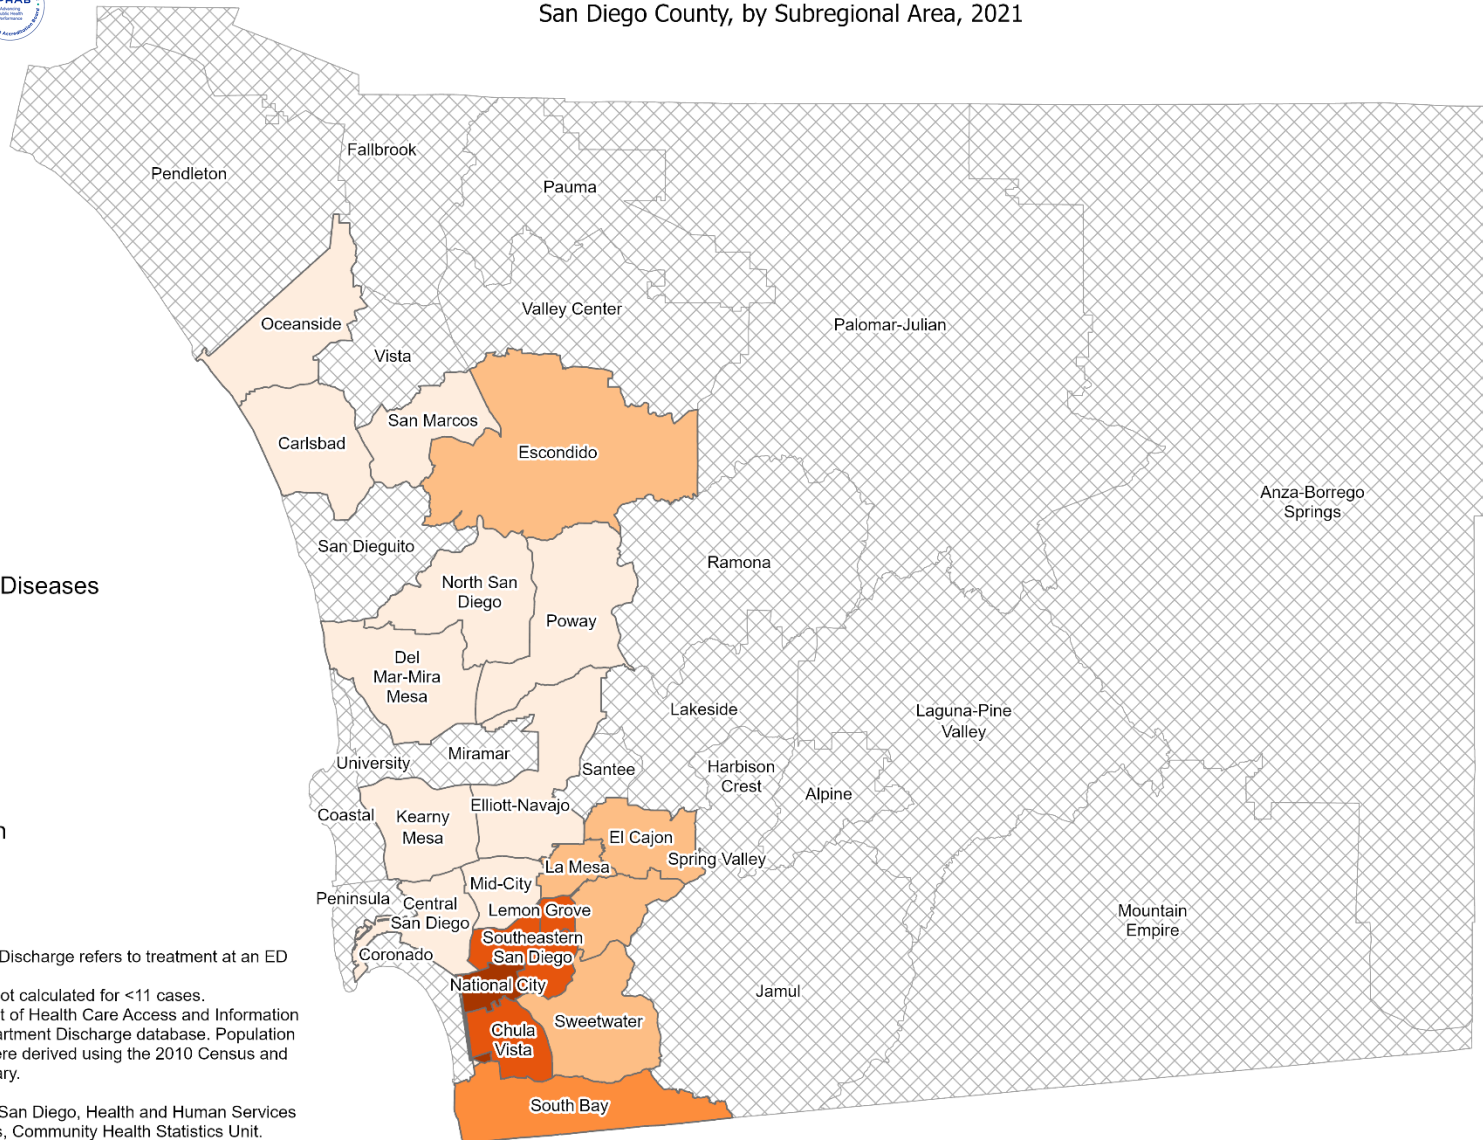 San Diego County, by Subregional Area, 2021
Advancing
Public Health
Performance
Fallbrook
Pendleton
Pauma
Valley Center
Oceanside
Palomar-Julian
Vista
San Marcos
Carlsbad
Escondido
Anza-Borrego
Springs
San Dieguito
Ramona
Diseases
North San
Diego
Poway
Del
Mar-Mira
Mesa
Lakeside
Laguna-Pine
Valley
Miramar
University
Santee
Harbison
Crest
Alpine
Elliott-Navajo
Coastal
Kearny
Mesa
n
El Cajon
Spring Valley
La Mesa
Mid-City
Peninsula
Central
San Diego
Lemon Grove
Mountain
Empire
Southeastern
San Diego
Coronado
National City
Jamul
Sweetwater
Chula
Vista
South Bay
Discharge refers to treatment at an ED
ot calculated for <11 cases.
t of Health Care Access and Information
artment Discharge database. Population
ere derived using the 2010 Census and
ary.
San Diego, Health and Human Services
s, Community Health Statistics Unit.